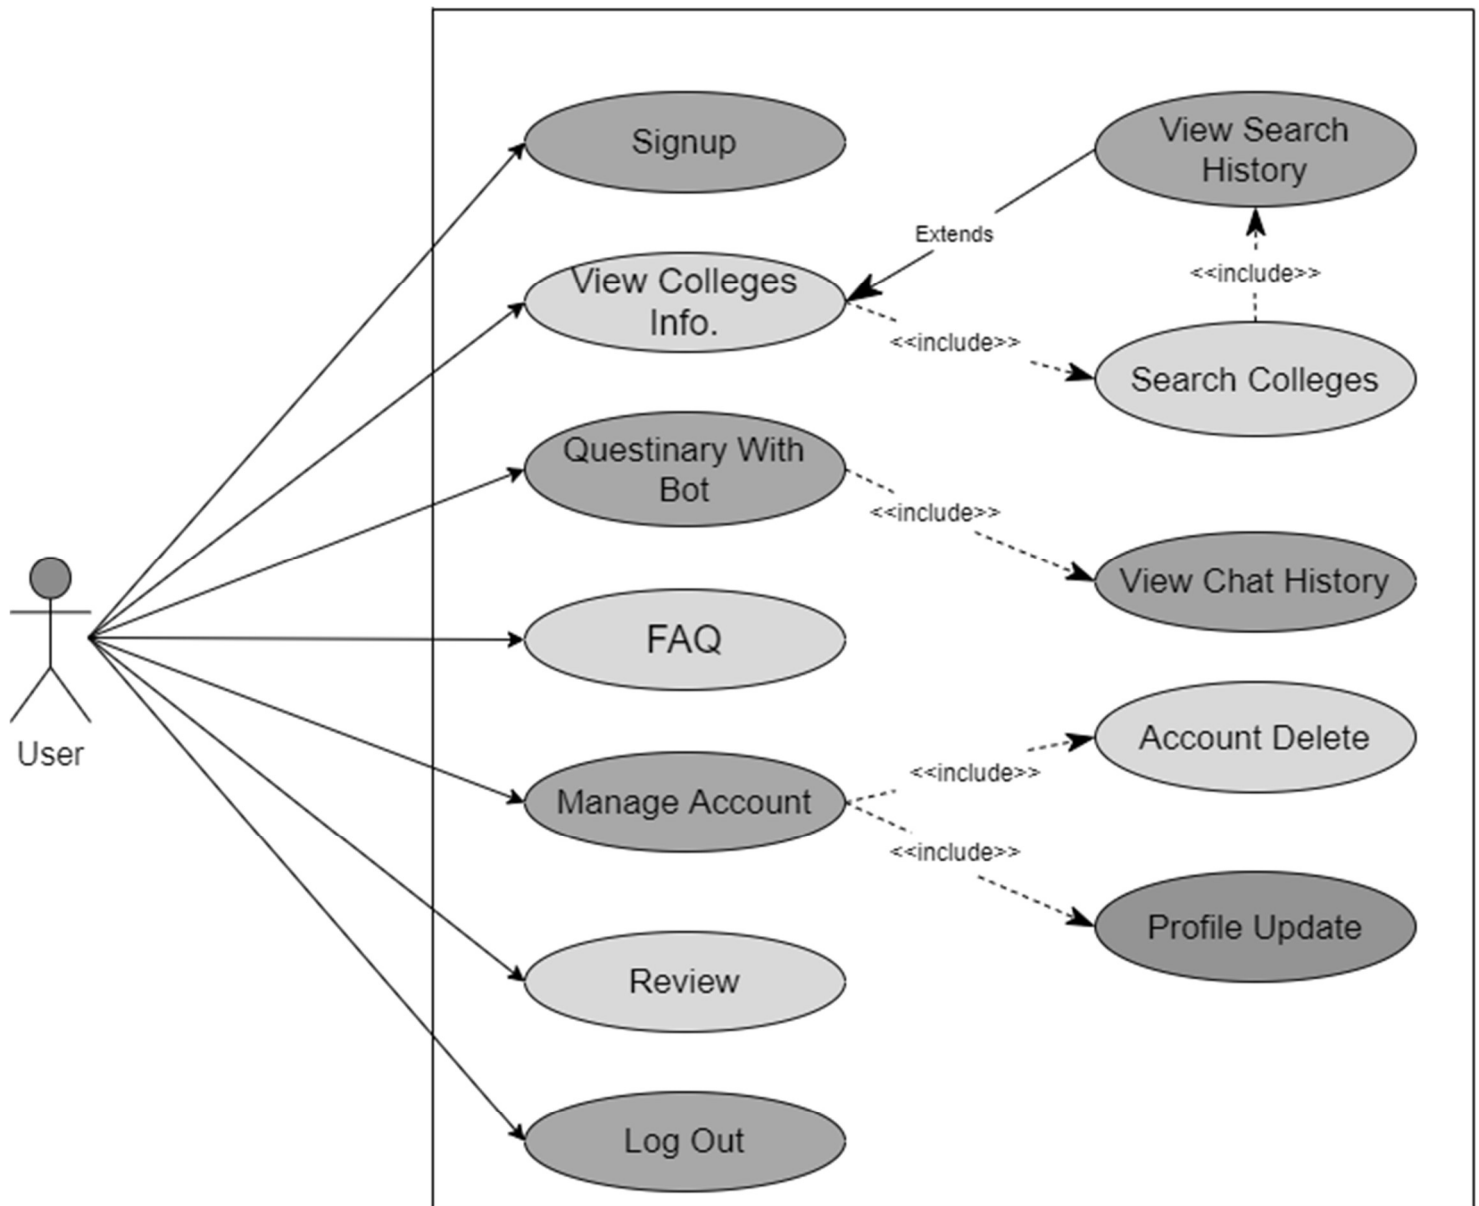 Signup
View Search
History
Extends
View Colleges
Info.
<<include>>
<<include>>
Search Colleges
Questinary With
Bot
<<include>>
View Chat History
FAQ
User
Account Delete
<<include>>
Manage Account
<<include>>
Profile Update
Review
Log Out